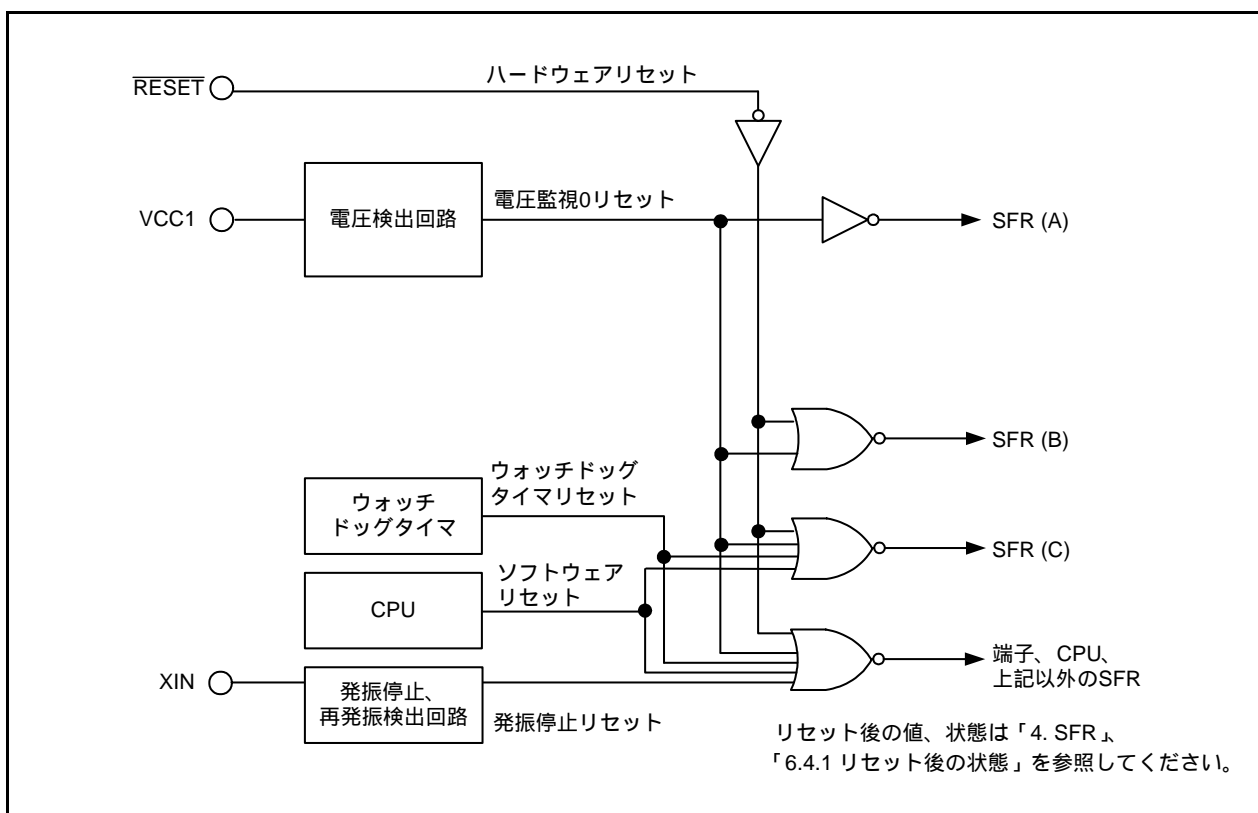 RESET
ハードウェアリセット
VCC1
電圧検出回路
電圧監視0リセット
SFR (A)
SFR (B)
ウォッチ
ドッグタイマ
ウォッチドッグ
タイマリセット
SFR (C)
CPU
ソフトウェア
リセット
XIN
発振停止、
再発振検出回路
発振停止リセット
端子、CPU、
上記以外のSFR
リセット後の値、状態は「4. SFR」、
「6.4.1 リセット後の状態」を参照してください。